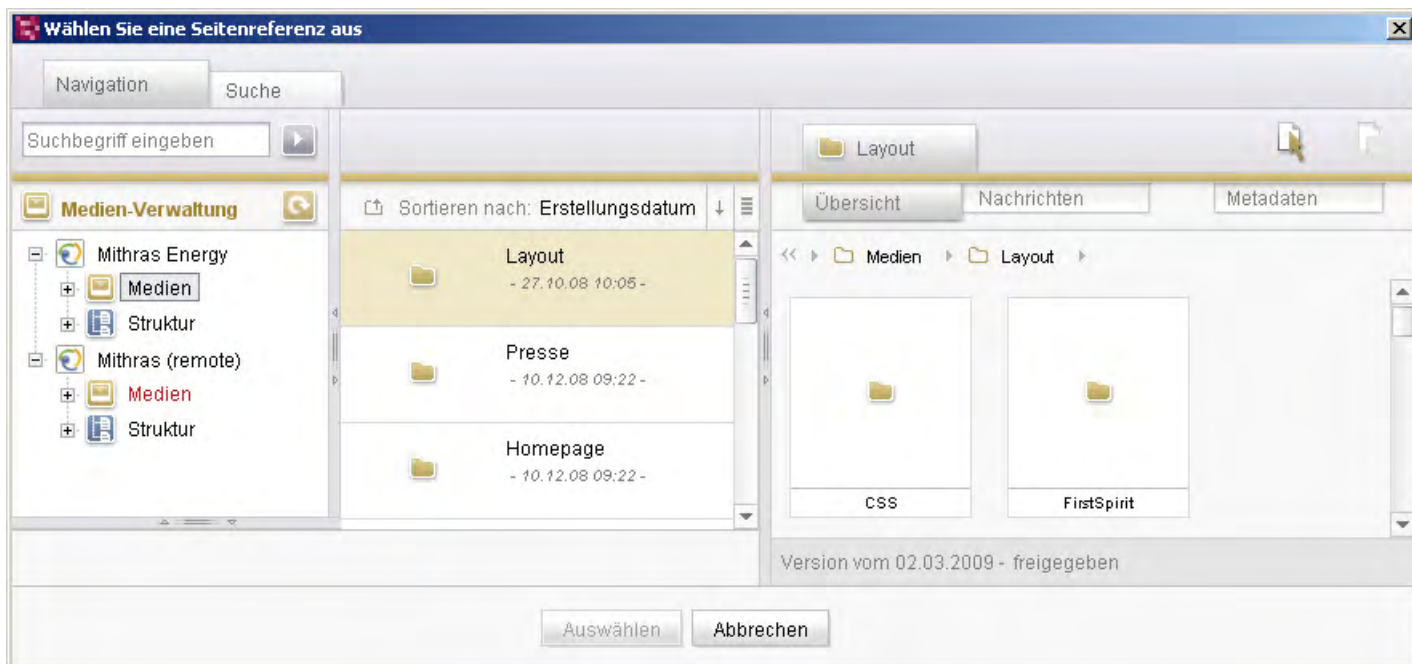 Wählen Sie eine Seitenreferenz aus
Navigation
Suche
Suchbegriff eingeben
Layout
Medien-Verwaltung
Sortieren nach: Erstellungsdatum
Übersicht
Nachrichten
Metadaten
Mithras Energy
Medien
Struktur
Mithras (remote)
Medien
Struktur
Layout
- 27.10.08 10:05 -
Presse
- 10.12.08 09:22 -
Homepage
- 10.12.08 09:22 -
Medien
Layout
CSS
FirstSpirit
Version vom 02.03.2009 - freigegeben
Auswählen
Abbrechen